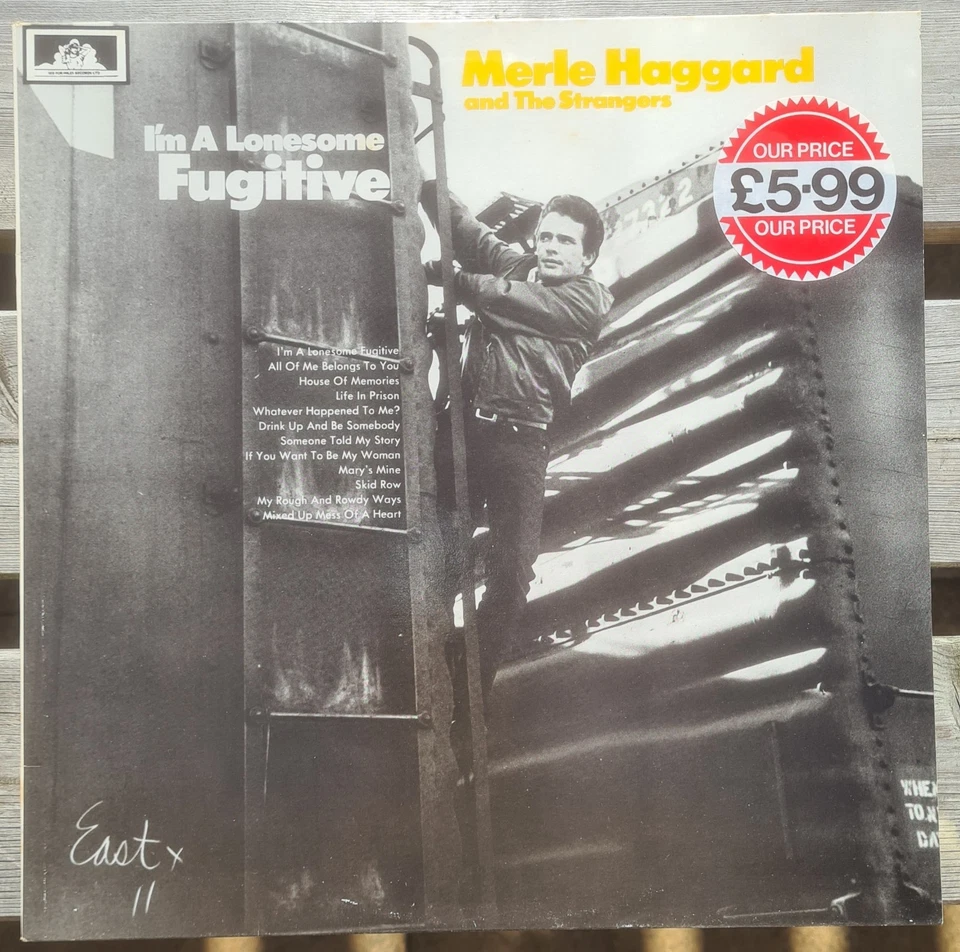 Merle Haggard
and The Strangers
I'm A Lonesome
Fugitive
OUR PRICE
£5·99
OUR PRICE
I'm A Lonesome Fugitive
All Of Me Belongs To You
House Of Memories
Life In Prison
Whatever Happened To Me?
Drink Up And Be Somebody
Someone Told My Story
If You Want To Be My Woman
Mary's Mine
Skid Row
My Rough And Rowdy Ways
Mixed Up Mess Of A Heart
TO
DA
East x
11